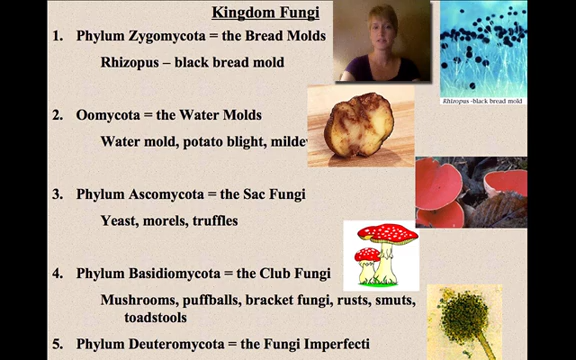 Kingdom Fungi
1. Phylum Zygomycota = the Bread Molds
Rhizopus – black bread mold
Rhizopus -black bread mold
2. Oomycota = the Water Molds
Water mold, potato blight,
3. Phylum Ascomycota = the Sac Fungi
Yeast, morels, truffles
4. Phylum Basidiomycota = the Club Fungi
Mushrooms, puffballs, bracket fungi, rusts, smuts,
toadstools
5. Phylum Deuteromycota = the Fungi Imperfecti